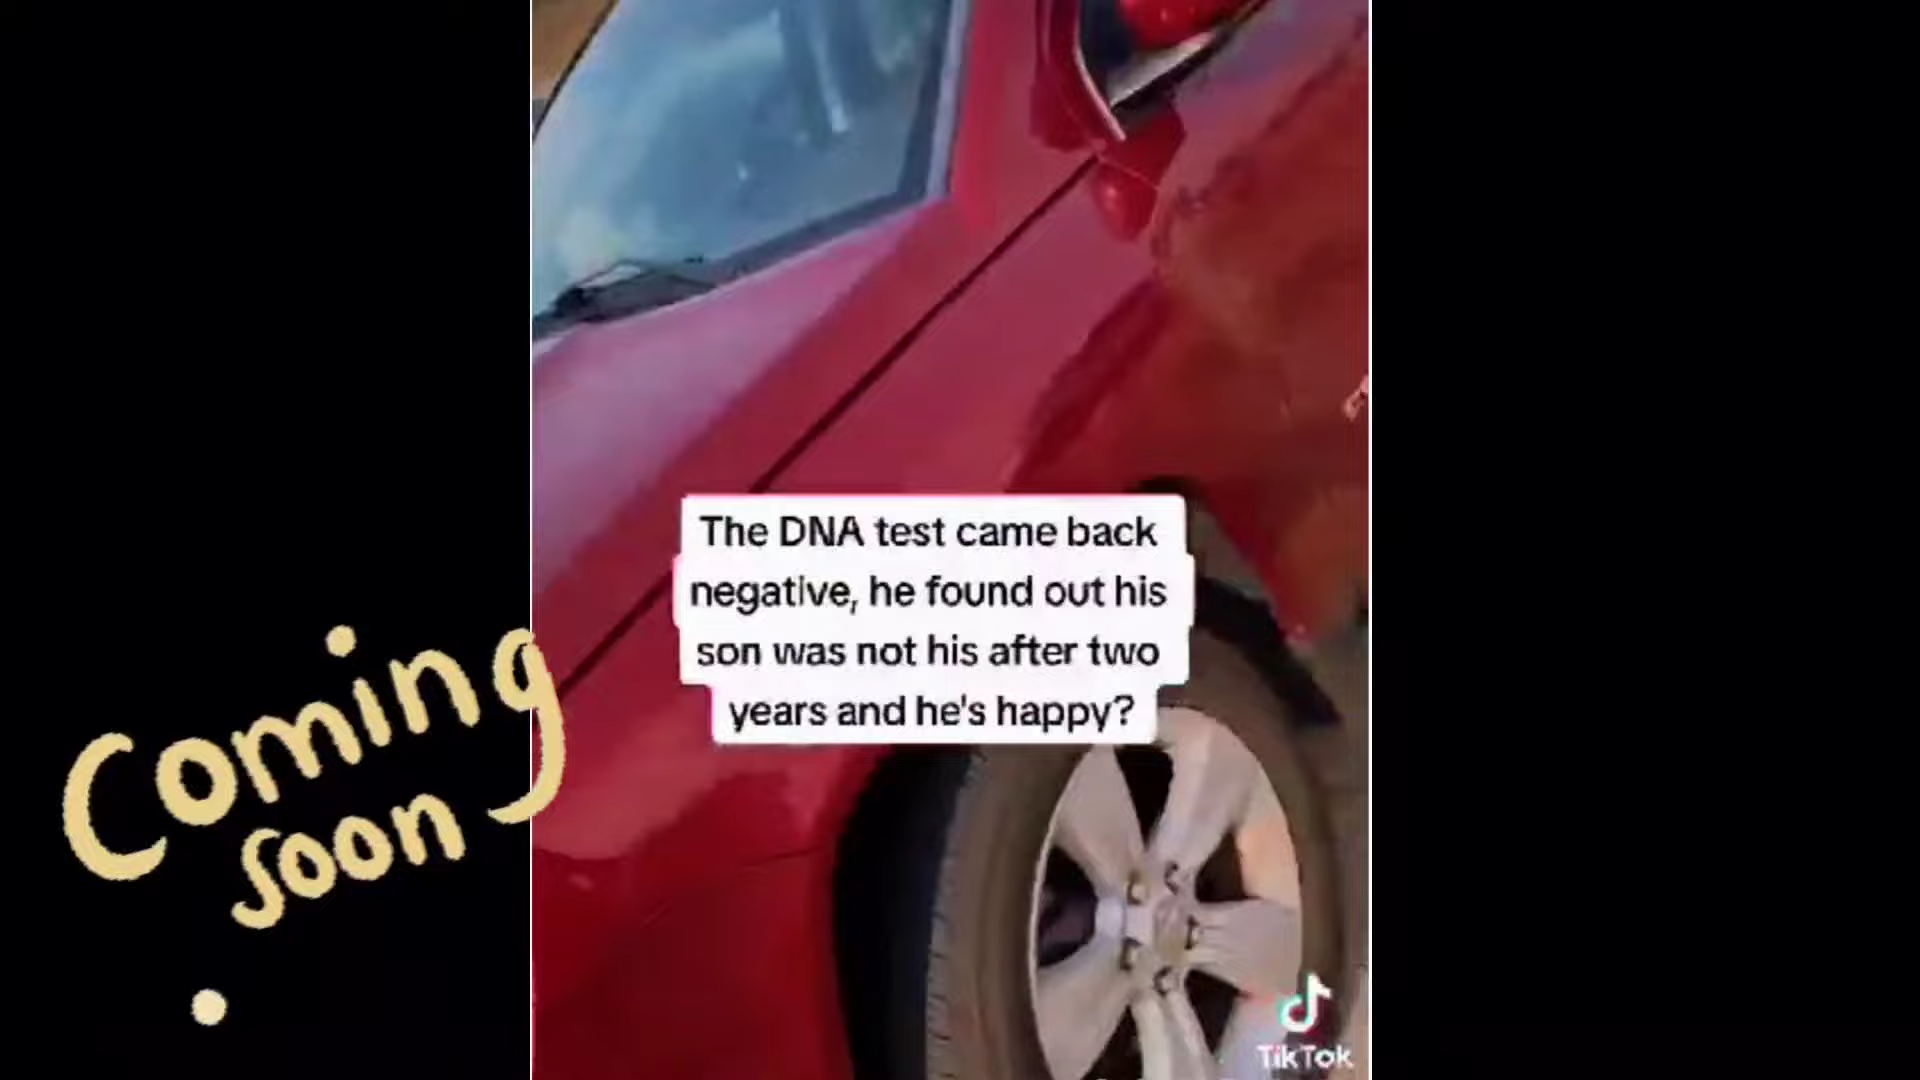 The DNA test came back
negative, he found out his
son was not his after two
years and he's happy?
Coming
soon
TikTok